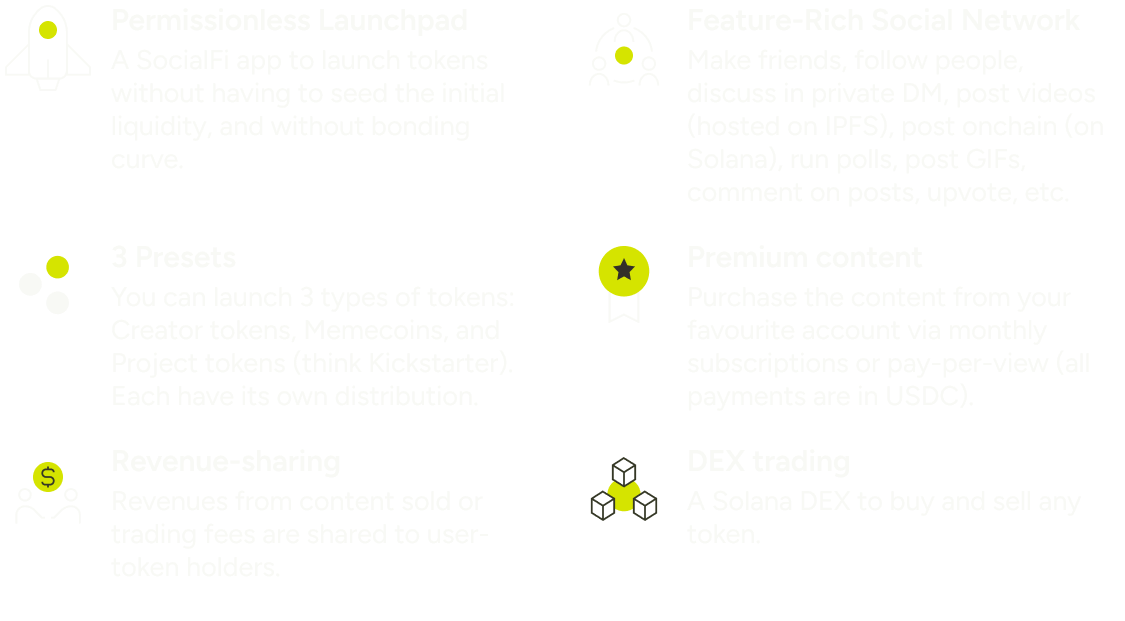 Permissionless Launchpad
A SocialFi app to launch tokens
without having to seed the initial
liquidity, and without bonding
curve.
Feature-Rich Social Network
Make friends, follow people,
discuss in private DM, post videos
(hosted on IPFS), post onchain (on
Solana), run polls, post GIFs,
comment on posts, upvote, etc.
3 Presets
You can launch 3 types of tokens:
Creator tokens, Memecoins, and
Project tokens (think Kickstarter).
Each have its own distribution.
Premium content
Purchase the content from your
favourite account via monthly
subscriptions or pay-per-view (all
payments are in USDC).
$
Revenue-sharing
Revenues from content sold or
trading fees are shared to user-
token holders.
DEX trading
A Solana DEX to buy and sell any
token.